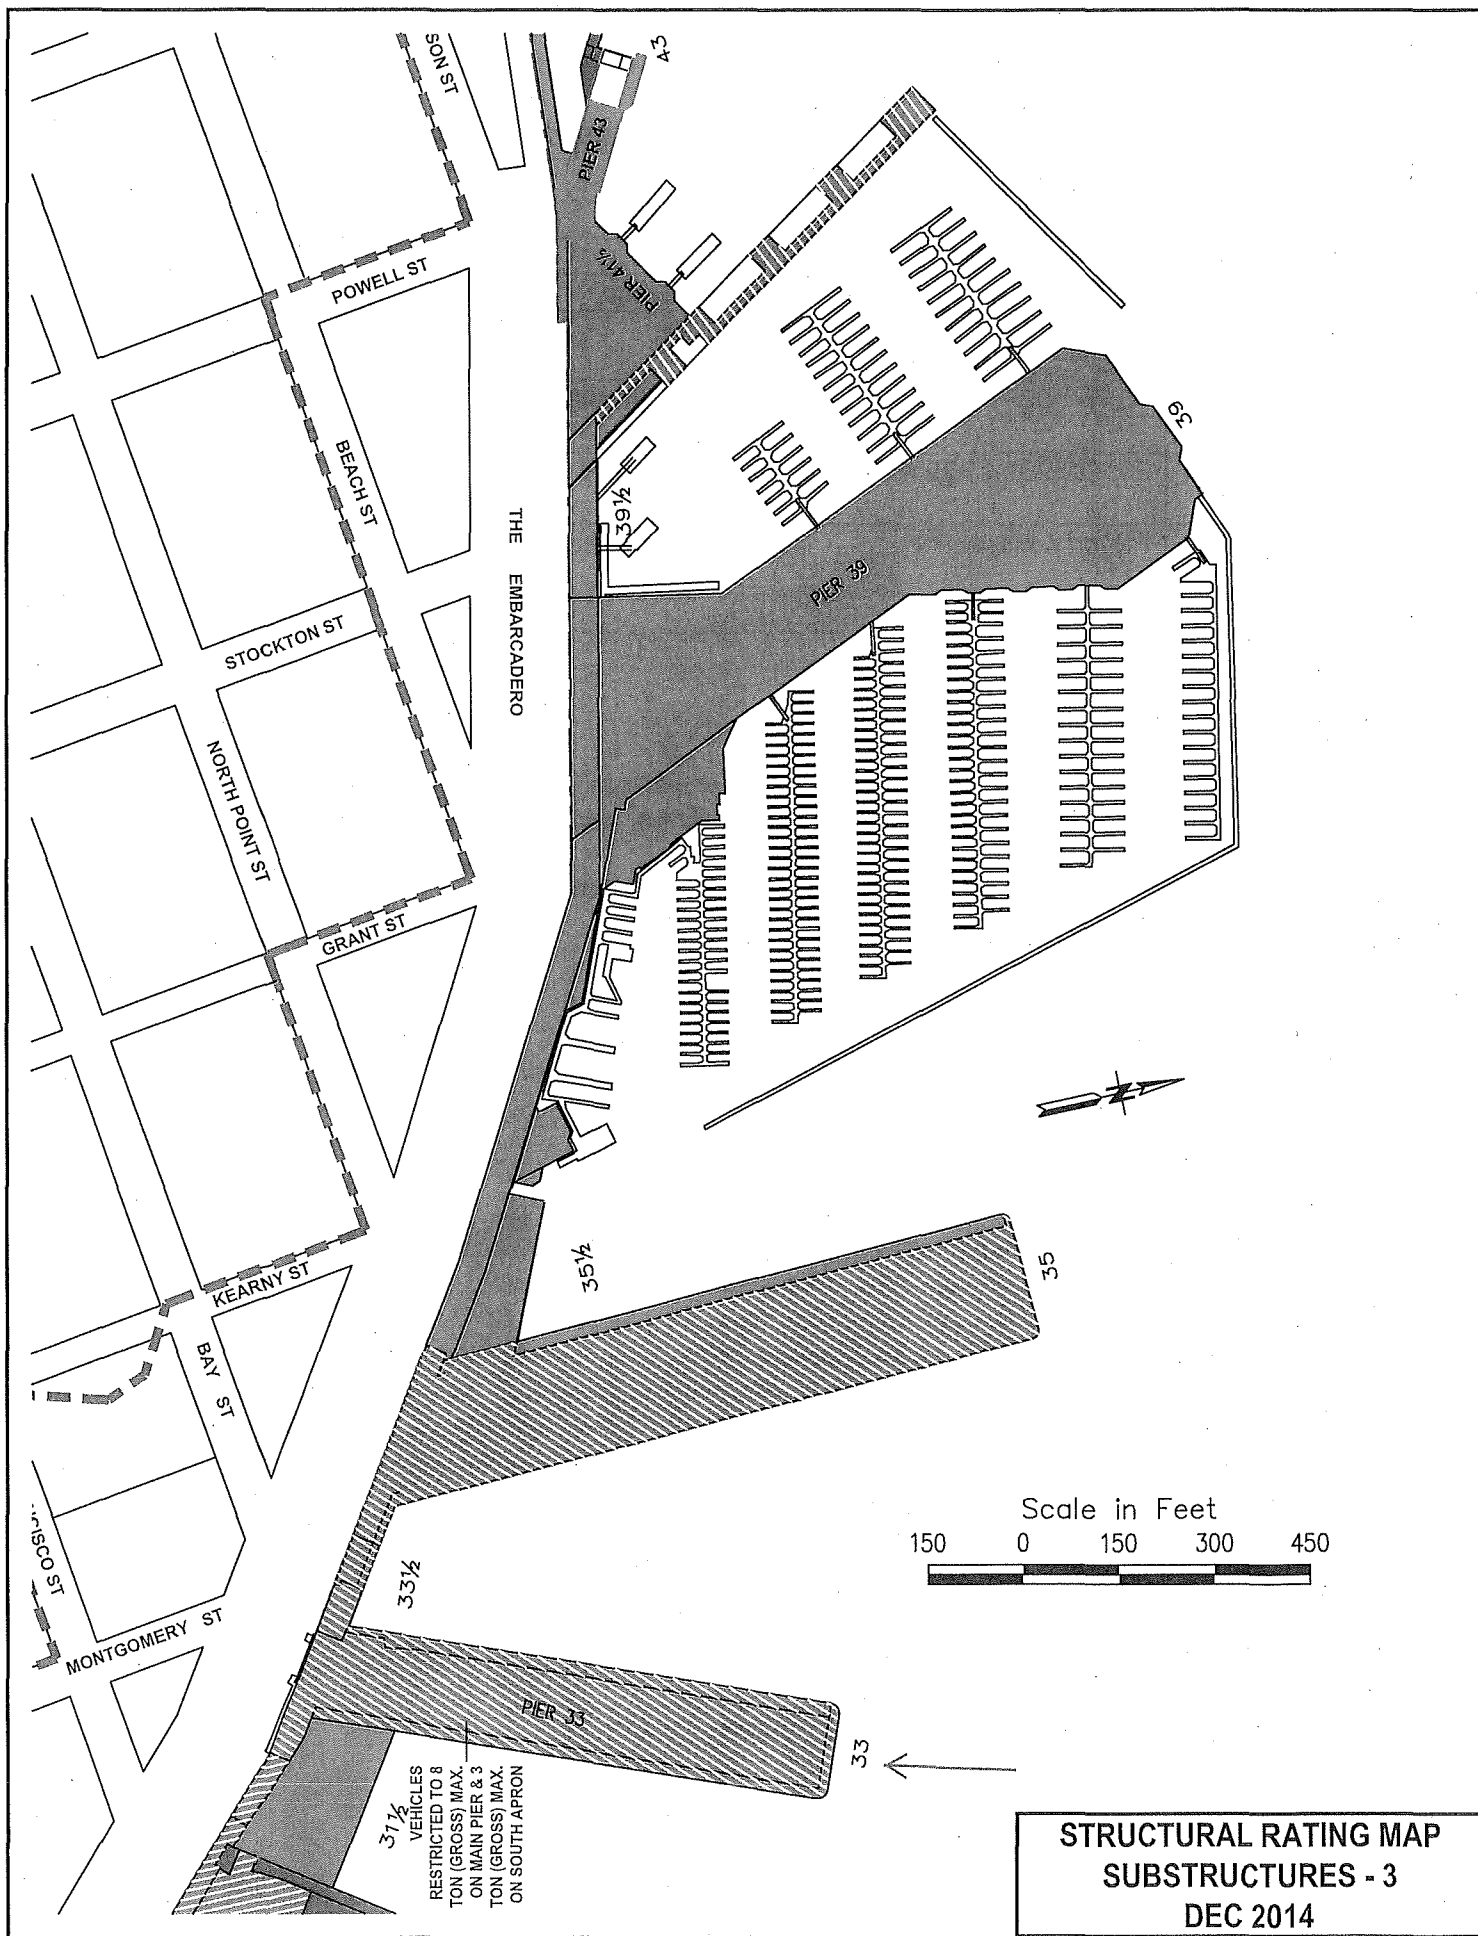 SON ST
43
PIER 43
POWELL ST
PIER 41½
BEACH ST
39
39½
THE EMBARCADERO
PIER 39
STOCKTON ST
NORTH POINT ST
GRANT ST
N
KEARNY ST
35½
35
BAY ST
Scale in Feet
150 0 150 300 450
33½
ISCO ST
MONTGOMERY ST
PIER 33
33
31½
VEHICLES
RESTRICTED TO 8
TON (GROSS) MAX.
ON MAIN PIER & 3
TON (GROSS) MAX.
ON SOUTH APRON
STRUCTURAL RATING MAP
SUBSTRUCTURES - 3
DEC 2014